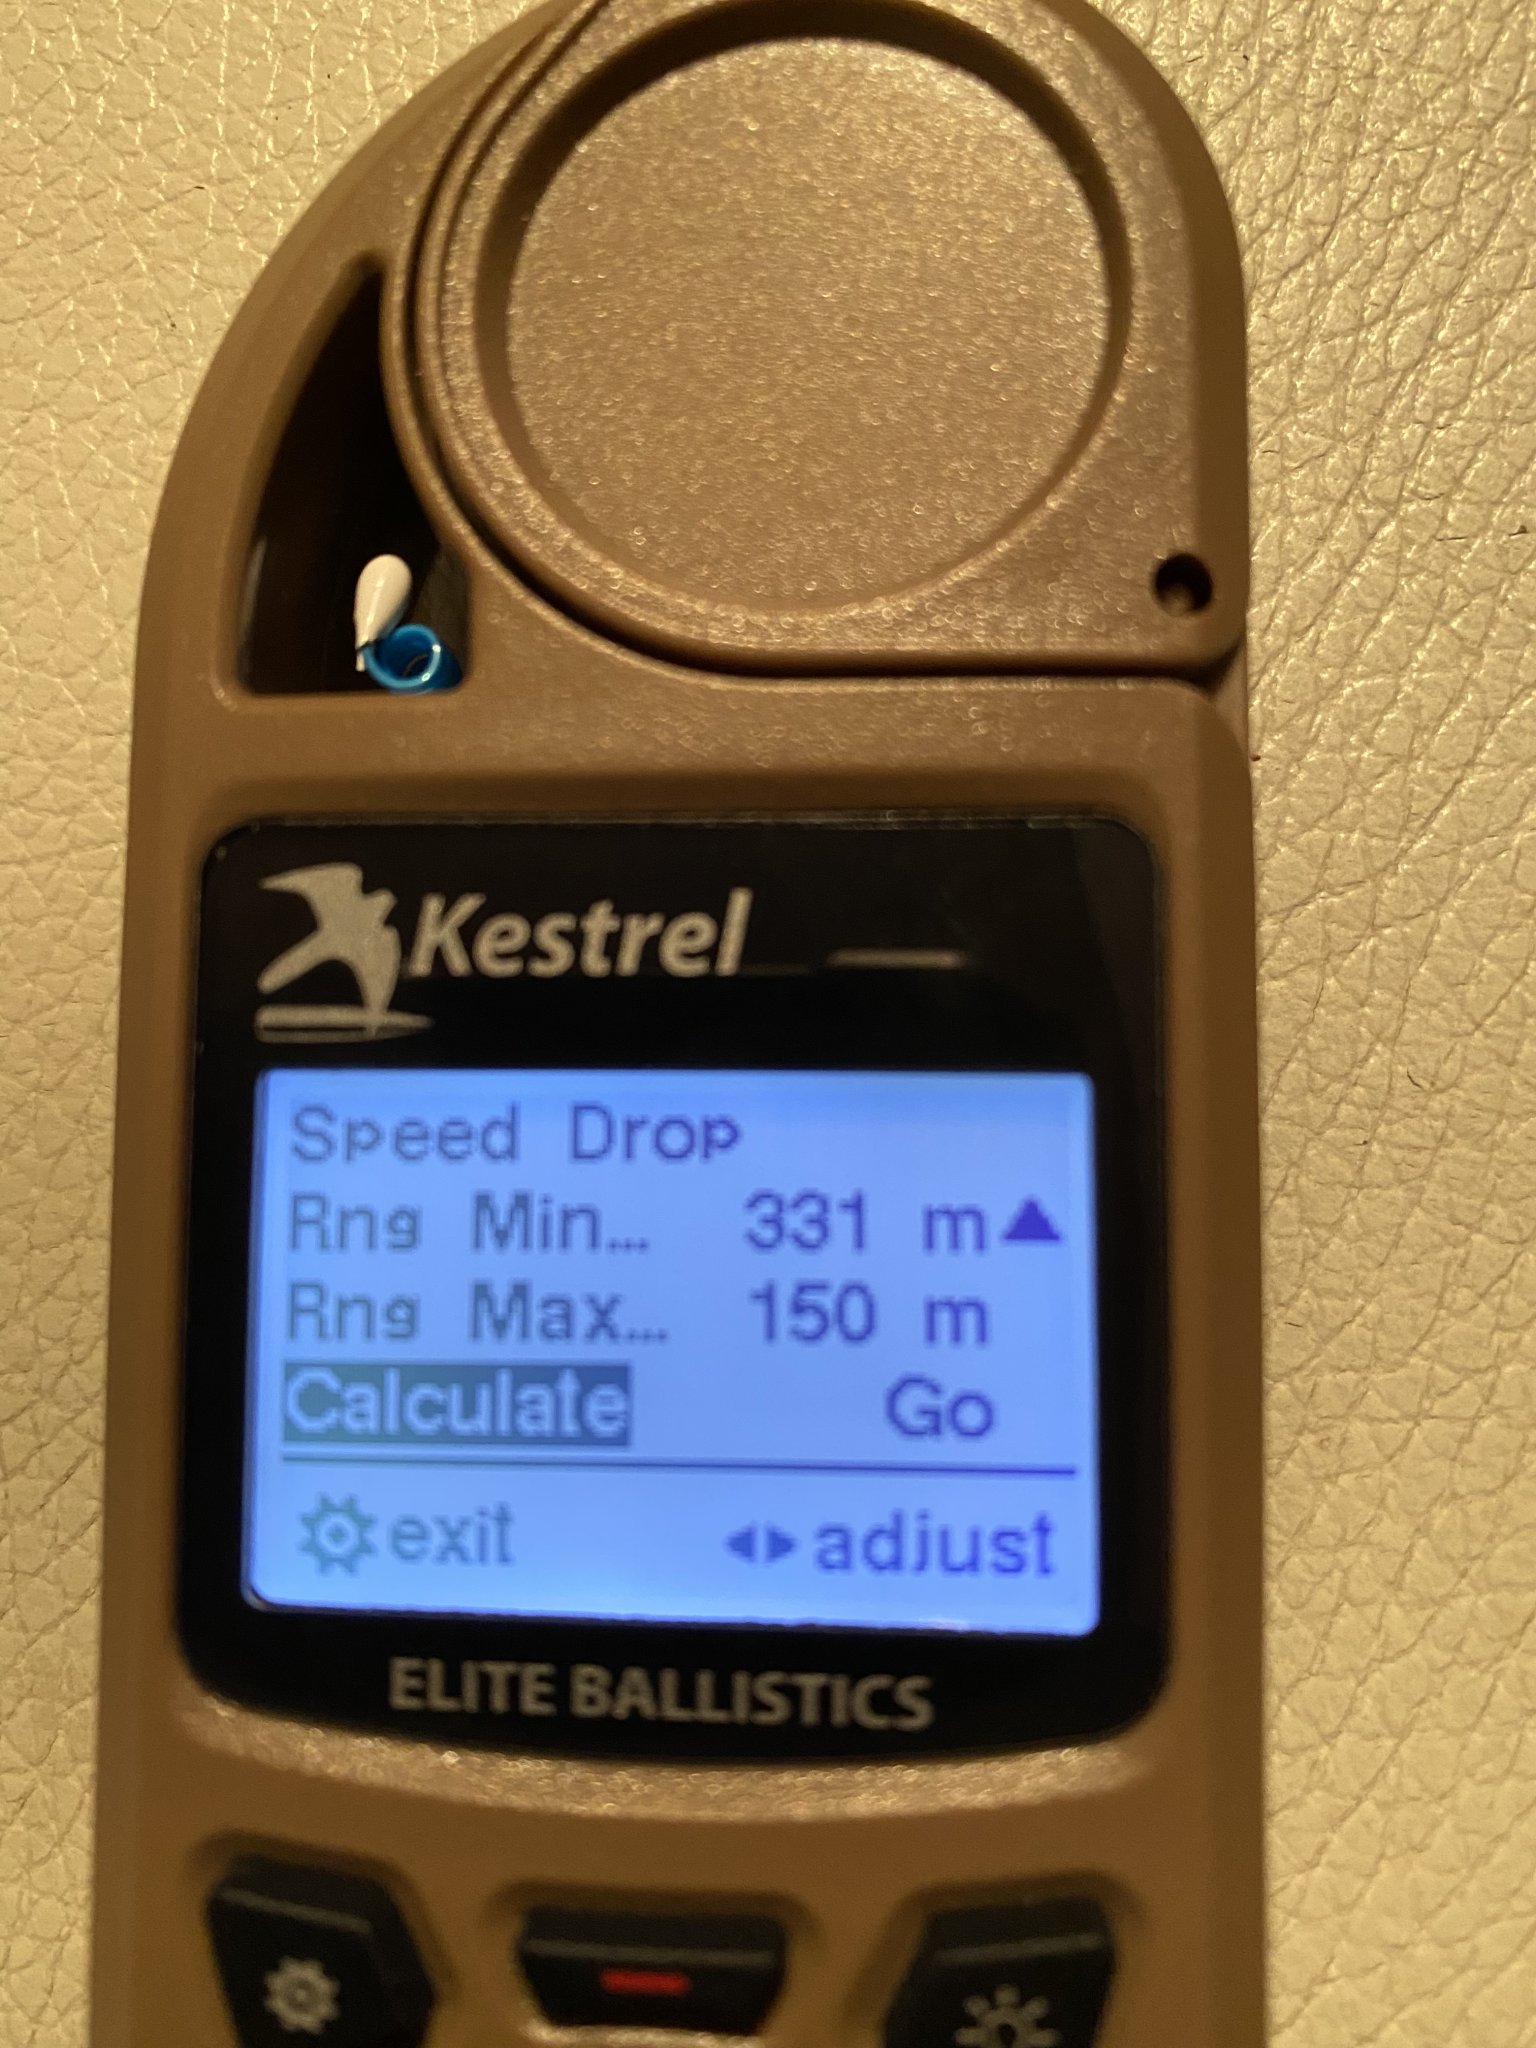 Kestrel
Speed Drop
Rng Min... 331 m▲
Rng Max... 150 m
Calculate Go
exit ◂▸adjust
ELITE BALLISTICS